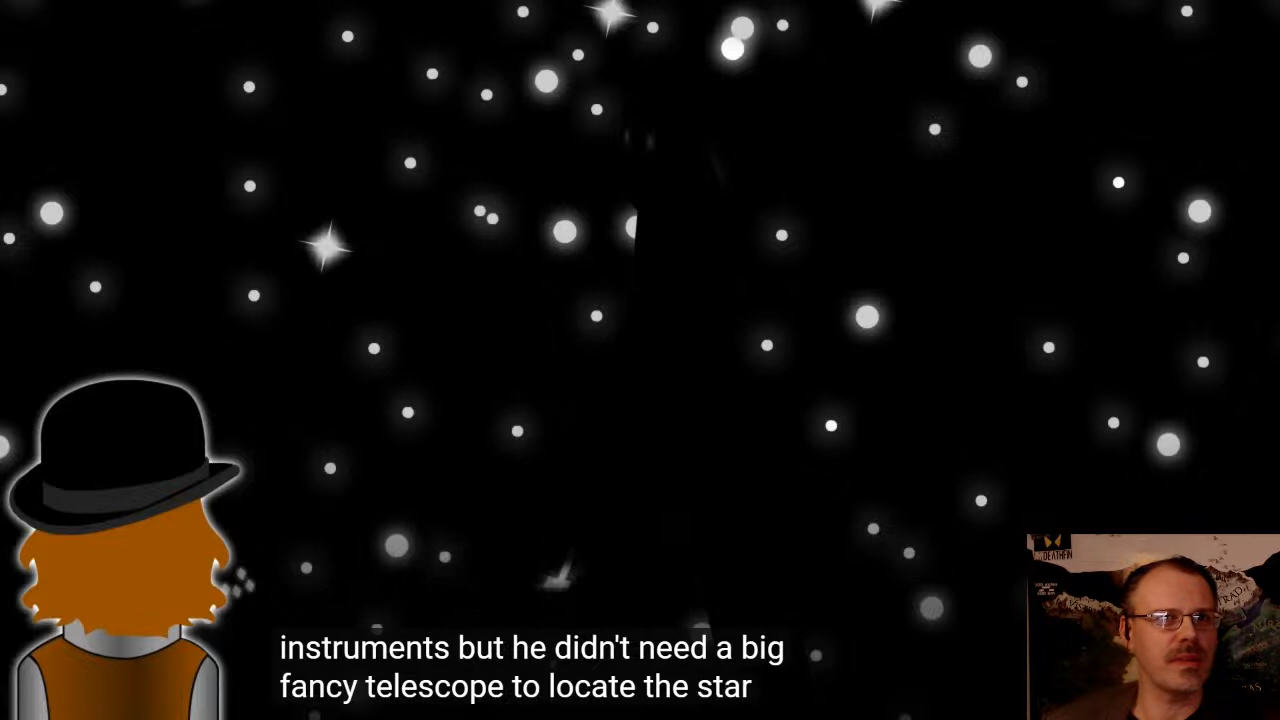 instruments but he didn't need a big
fancy telescope to locate the star